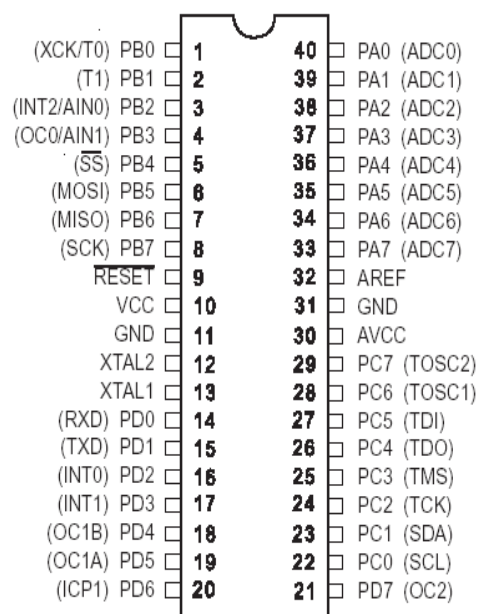 (XCK/T0) PB0 1 40 PA0 (ADC0)
(T1) PB1 2 39 PA1 (ADC1)
(INT2/AIN0) PB2 3 38 PA2 (ADC2)
(OC0/AIN1) PB3 4 37 PA3 (ADC3)
(SS) PB4 5 36 PA4 (ADC4)
(MOSI) PB5 6 35 PA5 (ADC5)
(MISO) PB6 7 34 PA6 (ADC6)
(SCK) PB7 8 33 PA7 (ADC7)
RESET 9 32 AREF
VCC 10 31 GND
GND 11 30 AVCC
XTAL2 12 29 PC7 (TOSC2)
XTAL1 13 28 PC6 (TOSC1)
(RXD) PD0 14 27 PC5 (TDI)
(TXD) PD1 15 26 PC4 (TDO)
(INT0) PD2 16 25 PC3 (TMS)
(INT1) PD3 17 24 PC2 (TCK)
(OC1B) PD4 18 23 PC1 (SDA)
(OC1A) PD5 19 22 PC0 (SCL)
(ICP1) PD6 20 21 PD7 (OC2)